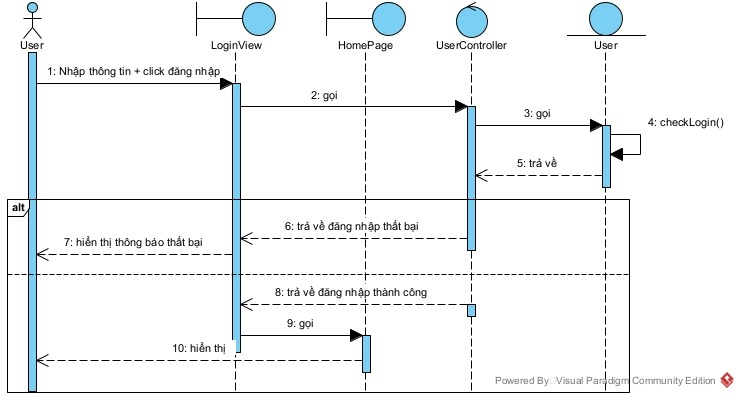 User
LoginView
HomePage
UserController
User
1: Nhập thông tin + click đăng nhập
2: gọi
3: gọi
4: checkLogin()
5: trả về
alt
6: trả về đăng nhập thất bại
7: hiển thị thông báo thất bại
8: trả về đăng nhập thành công
9: gọi
10: hiển thị
Powered By Visual Paradigm Community Edition